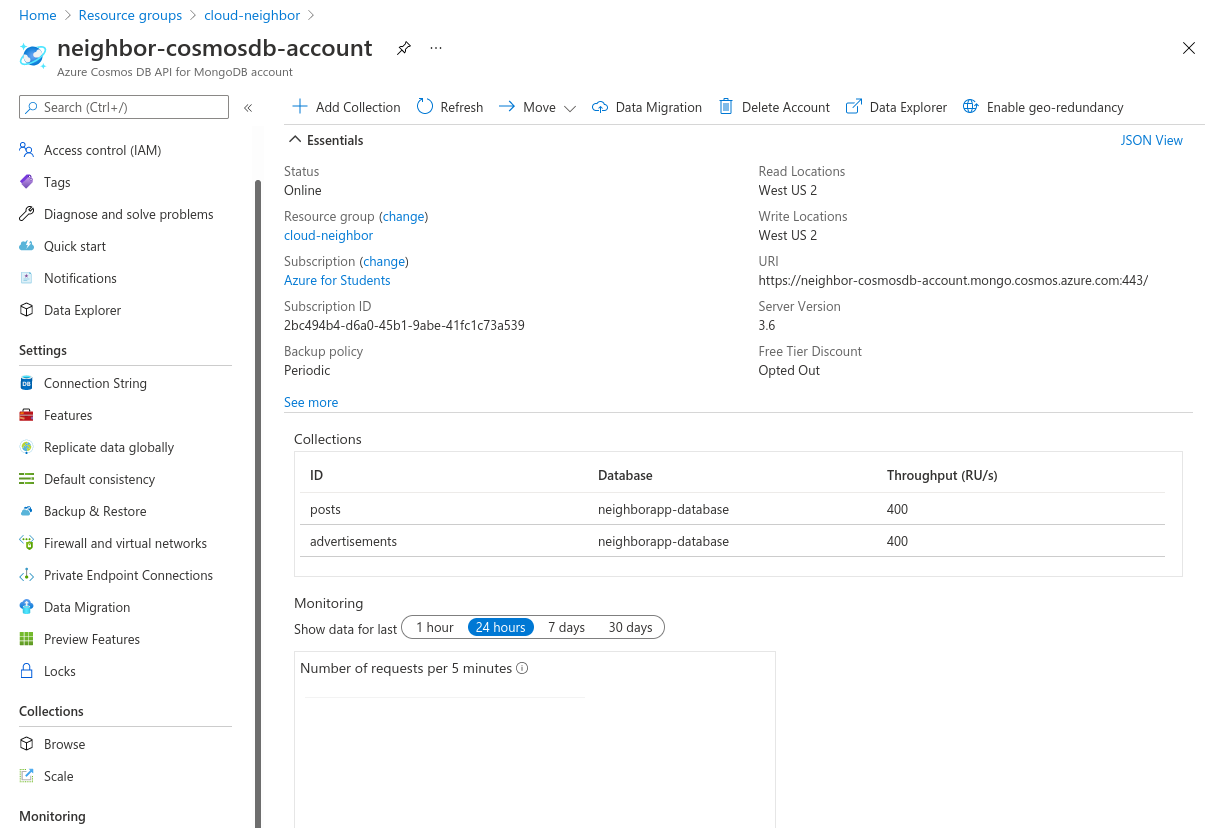 Home > Resource groups > cloud-neighbor >
neighbor-cosmosdb-account ...
Azure Cosmos DB API for MongoDB account
Search (Ctrl+/) «
Access control (IAM)
Tags
Diagnose and solve problems
Quick start
Notifications
Data Explorer
Settings
Connection String
Features
Replicate data globally
Default consistency
Backup & Restore
Firewall and virtual networks
Private Endpoint Connections
Data Migration
Preview Features
Locks
Collections
Browse
Scale
Monitoring
Add Collection Refresh Move Data Migration Delete Account Data Explorer Enable geo-redundancy
Essentials JSON View
Status
Online
Resource group (change)
cloud-neighbor
Subscription (change)
Azure for Students
Subscription ID
2bc494b4-d6a0-45b1-9abe-41fc1c73a539
Backup policy
Periodic
See more
Read Locations
West US 2
Write Locations
West US 2
URI
https://neighbor-cosmosdb-account.mongo.cosmos.azure.com:443/
Server Version
3.6
Free Tier Discount
Opted Out
Collections
ID Database Throughput (RU/s)
posts neighborapp-database 400
advertisements neighborapp-database 400
Monitoring
Show data for last 1 hour 24 hours 7 days 30 days
Number of requests per 5 minutes